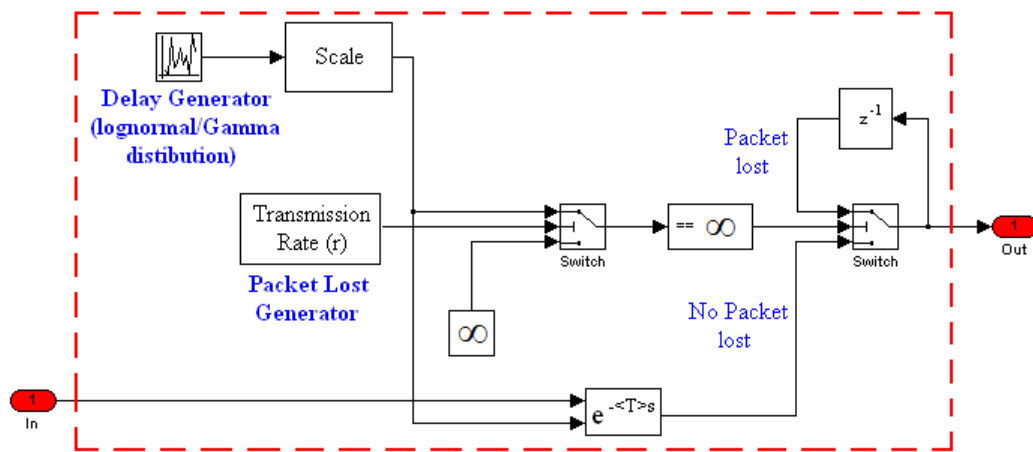 Scale
Delay Generator
(lognormal/Gamma
distibution)
z⁻¹
Packet
lost
Transmission
Rate (r)
Packet Lost
Generator
∞
Switch
== ∞
Switch
1
Out
No Packet
lost
1
In
e^-<T>s